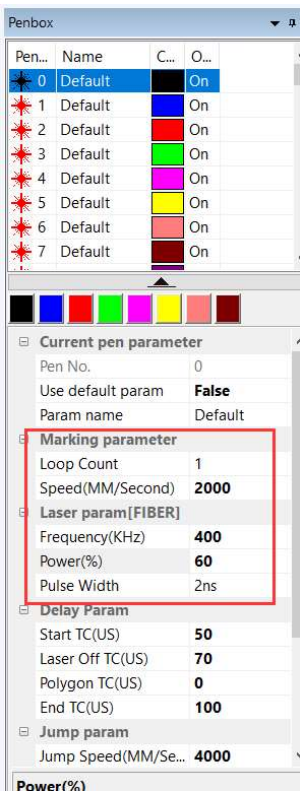 Penbox
Pen... Name C... O...
0 Default On
1 Default On
2 Default On
3 Default On
4 Default On
5 Default On
6 Default On
7 Default On
Current pen parameter
Pen No. 0
Use default param False
Param name Default
Marking parameter
Loop Count 1
Speed(MM/Second) 2000
Laser param[FIBER]
Frequency(KHz) 400
Power(%) 60
Pulse Width 2ns
Delay Param
Start TC(US) 50
Laser Off TC(US) 70
Polygon TC(US) 0
End TC(US) 100
Jump param
Jump Speed(MM/Se... 4000
Power(%)